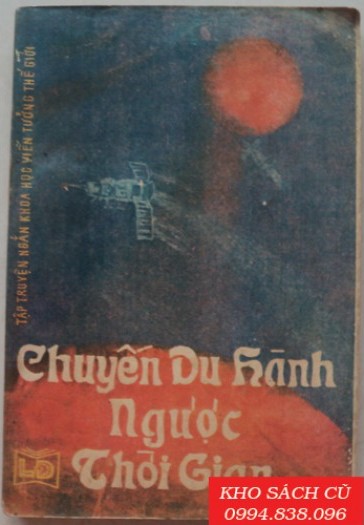 TẬP TRUYỆN NGẮN KHOA HỌC VIỄN TƯỞNG THẾ GIỚI
Chuyến Du Hành
Ngược
Thời Gian
LĐ
KHO SÁCH CŨ
0994.838.096